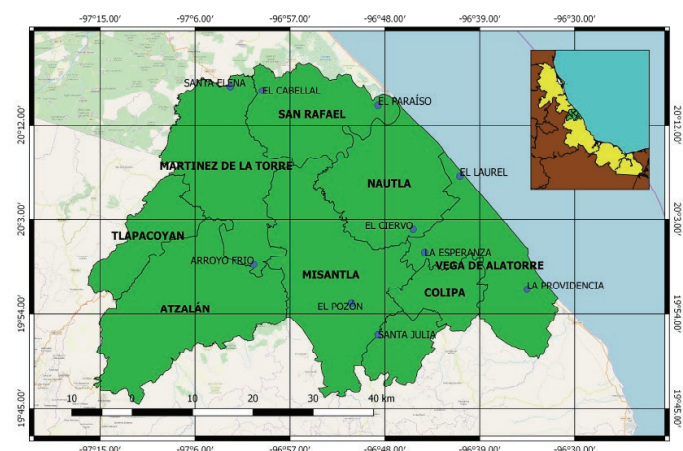 -97°15.00' -97°6.00' -96°57.00' -96°48.00' -96°39.00' -96°30.00'
SANTA ELENA
EL CABELLAL
EL PARAÍSO
SAN RAFAEL
20°12.00' 20°12.00'
MARTINEZ DE LA TORRE
NAUTLA
EL LAUREL
20°3.00' 20°3.00'
EL CIERVO
TLAPACOYAN
LA ESPERANZA
ARROYO FRIO
MISANTLA
VEGA DE ALATORRE
COLIPA
LA PROVIDENCIA
ATZALÁN
EL POZÓN
19°54.00' 19°54.00'
SANTA JULIA
10 0 10 20 30 40 km
19°45.00' 19°45.00'
-97°15.00' -97°6.00' -96°57.00' -96°48.00' -96°39.00' -96°30.00'